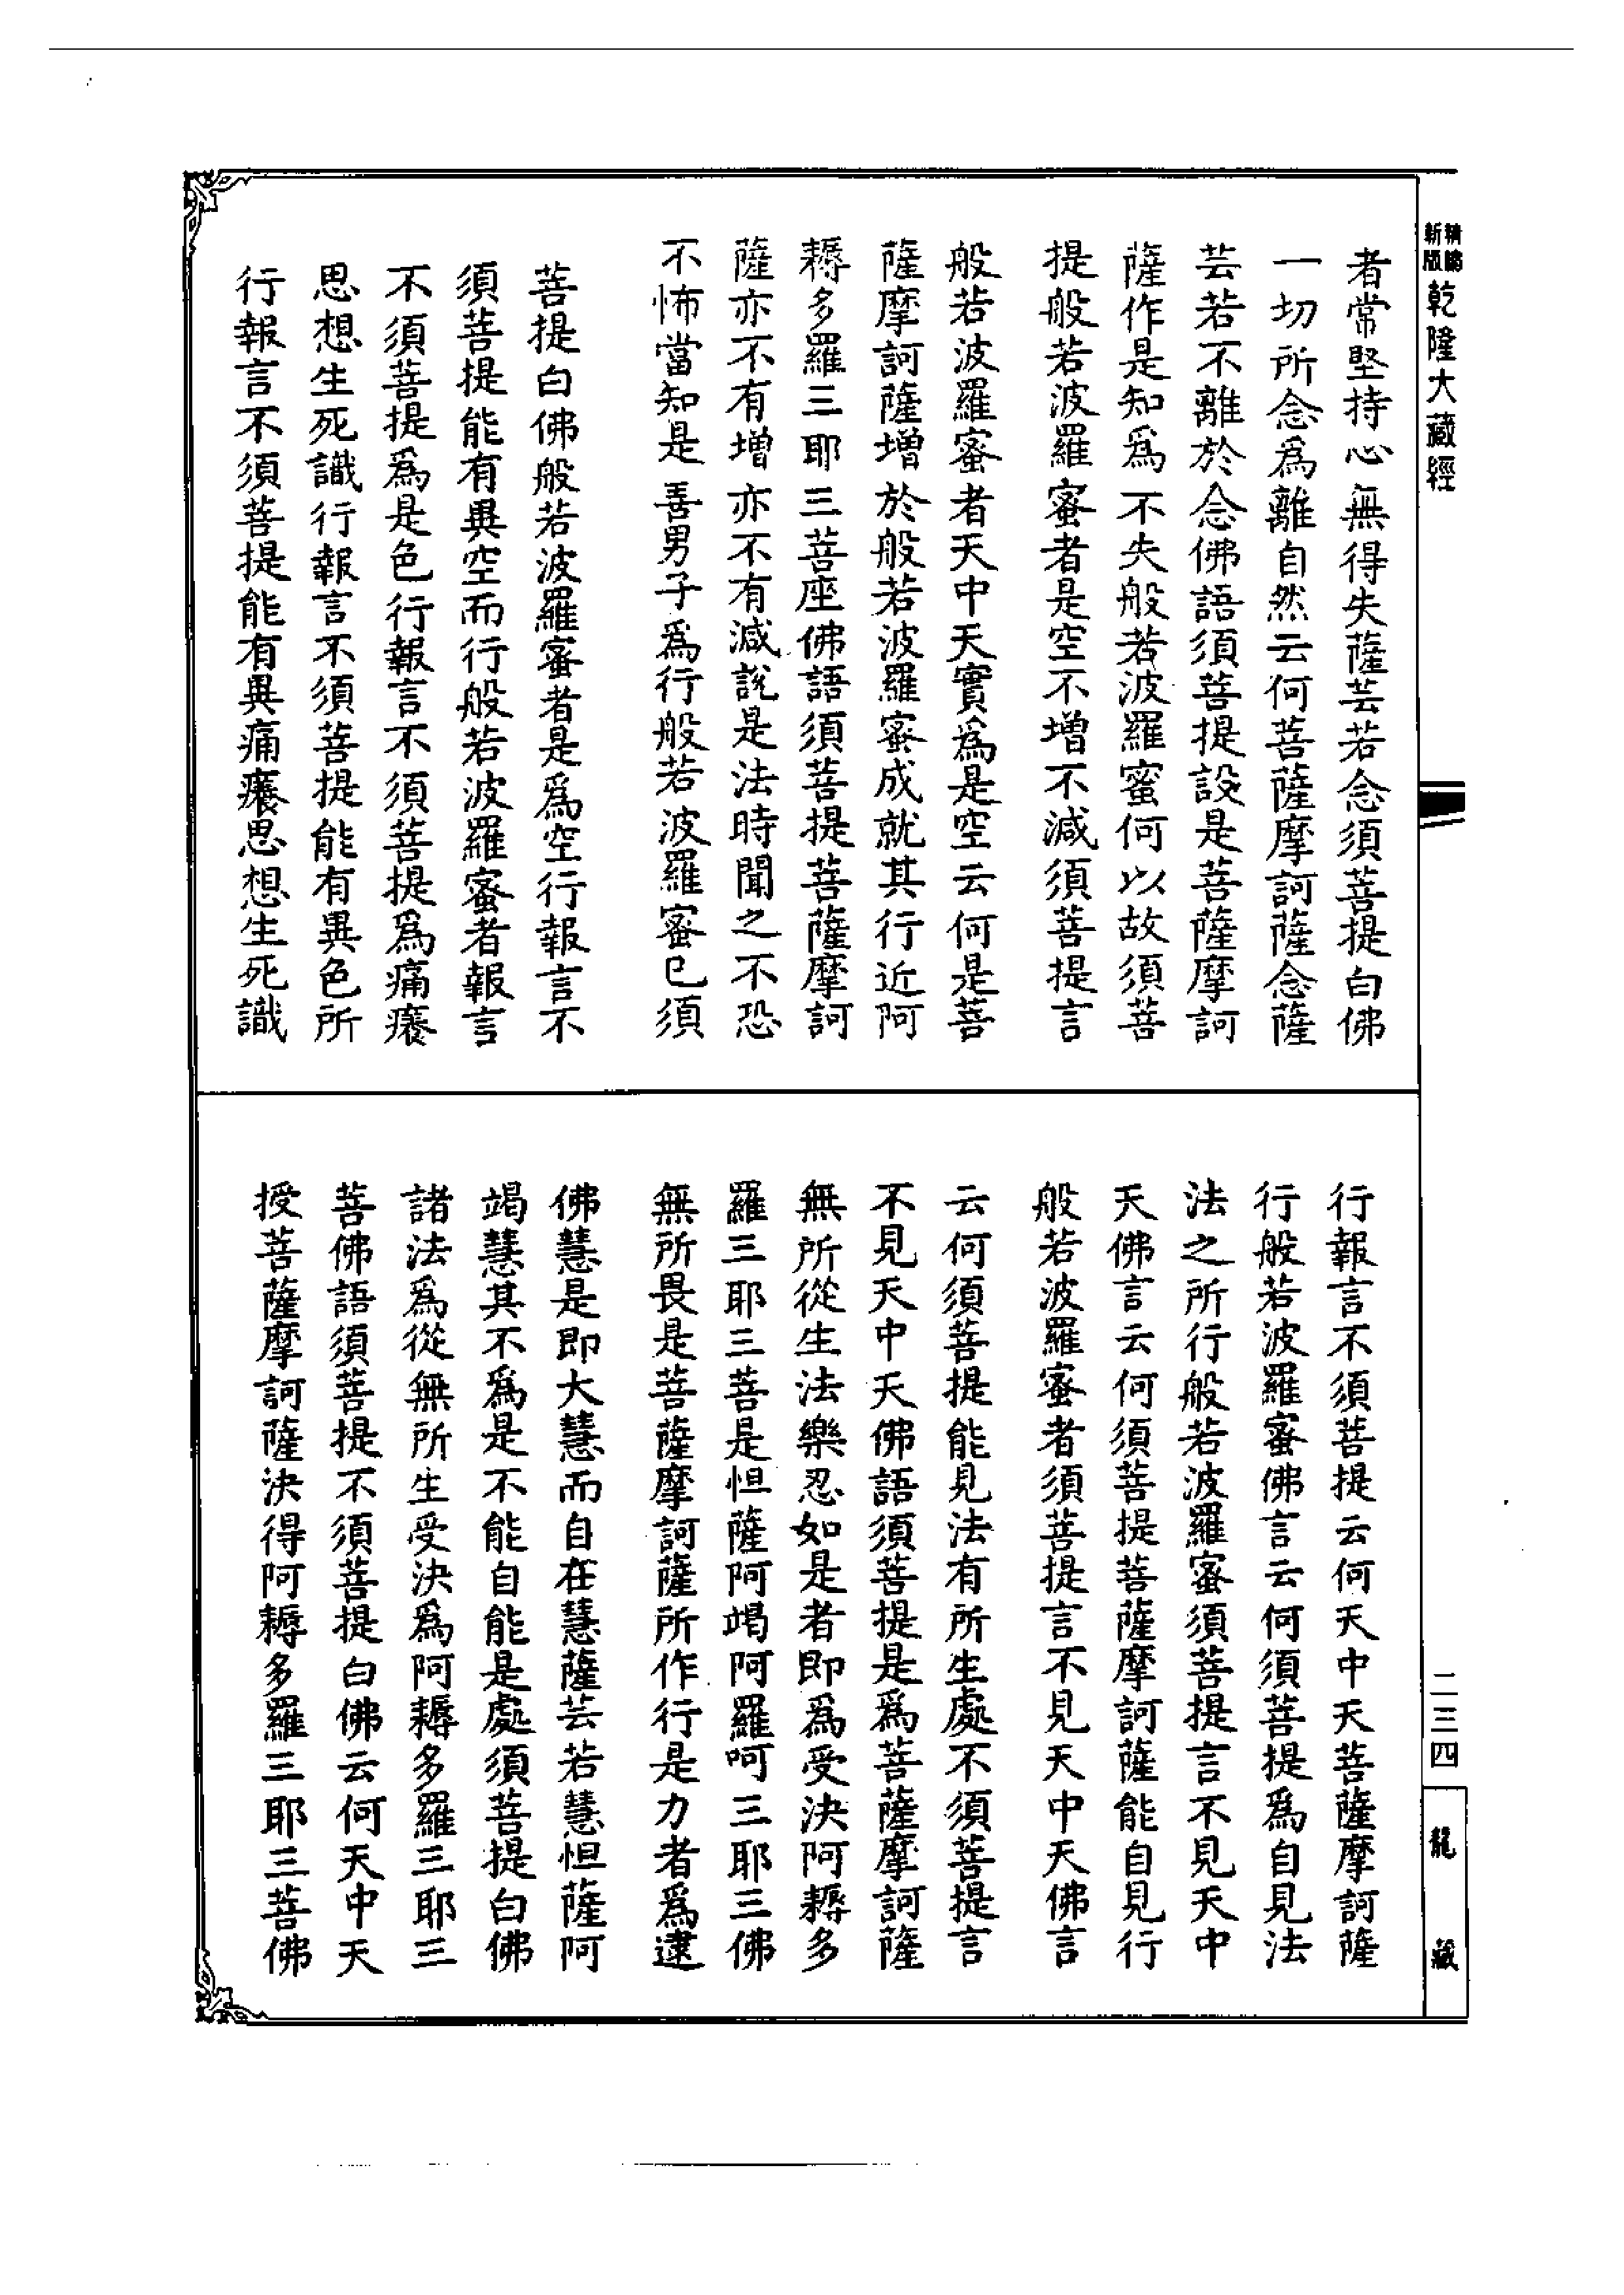 新版精縮乾隆大藏經
者常堅持心無得失薩芸若念須菩提白佛
一切所念為離自然云何菩薩摩訶薩念薩
芸若不離於念佛語須菩提設是菩薩摩訶
薩作是知爲不失般若波羅蜜何以故須菩
提般若波羅蜜者是空不增不減須菩提言
般若波羅蜜者天中天實爲是空云何是菩
薩摩訶薩增於般若波羅蜜成就其行近阿
耨多羅三耶三菩座佛語須菩提菩薩摩訶
薩亦不有增亦不有減說是法時聞之不恐
不怖當知是善男子爲行般若波羅蜜已須
菩提白佛般若波羅蜜者是爲空行報言不
須菩提能有異空而行般若波羅蜜者報言
不須菩提爲是色行報言不須菩提爲痛癢
思想生死識行報言不須菩提能有異色所
行報言不須菩提能有異痛癢思想生死識
行報言不須菩提云何天中天菩薩摩訶薩
行般若波羅蜜佛言云何須菩提爲自見法
法之所行般若波羅蜜須菩提言不見天中
天佛言云何須菩提菩薩摩訶薩能自見行
般若波羅蜜者須菩提言不見天中天佛言
云何須菩提能見法有所生處不須菩提言
不見天中天佛語須菩提是爲菩薩摩訶薩
無所從生法樂忍如是者即爲受決阿耨多
羅三耶三菩是怛薩阿竭阿羅呵三耶三佛
無所畏是菩薩摩訶薩所作行是力者爲逮
佛慧是即大慧而自在慧薩芸若慧怛薩阿
竭慧其不爲是不能自能是處須菩提白佛
諸法爲從無所生受決爲阿耨多羅三耶三
菩佛語須菩提不須菩提白佛云何天中天
授菩薩摩訶薩決得阿耨多羅三耶三菩佛
二三四
龍藏